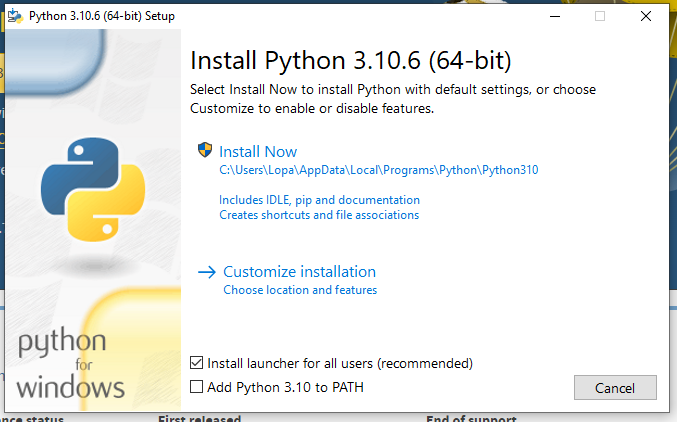 Python 3.10.6 (64-bit) Setup
Install Python 3.10.6 (64-bit)
Select Install Now to install Python with default settings, or choose
Customize to enable or disable features.
Install Now
C:\Users\Lopa\AppData\Local\Programs\Python\Python310
Includes IDLE, pip and documentation
Creates shortcuts and file associations
Customize installation
Choose location and features
python
for
windows
Install launcher for all users (recommended)
Add Python 3.10 to PATH
Cancel
First released
End of support